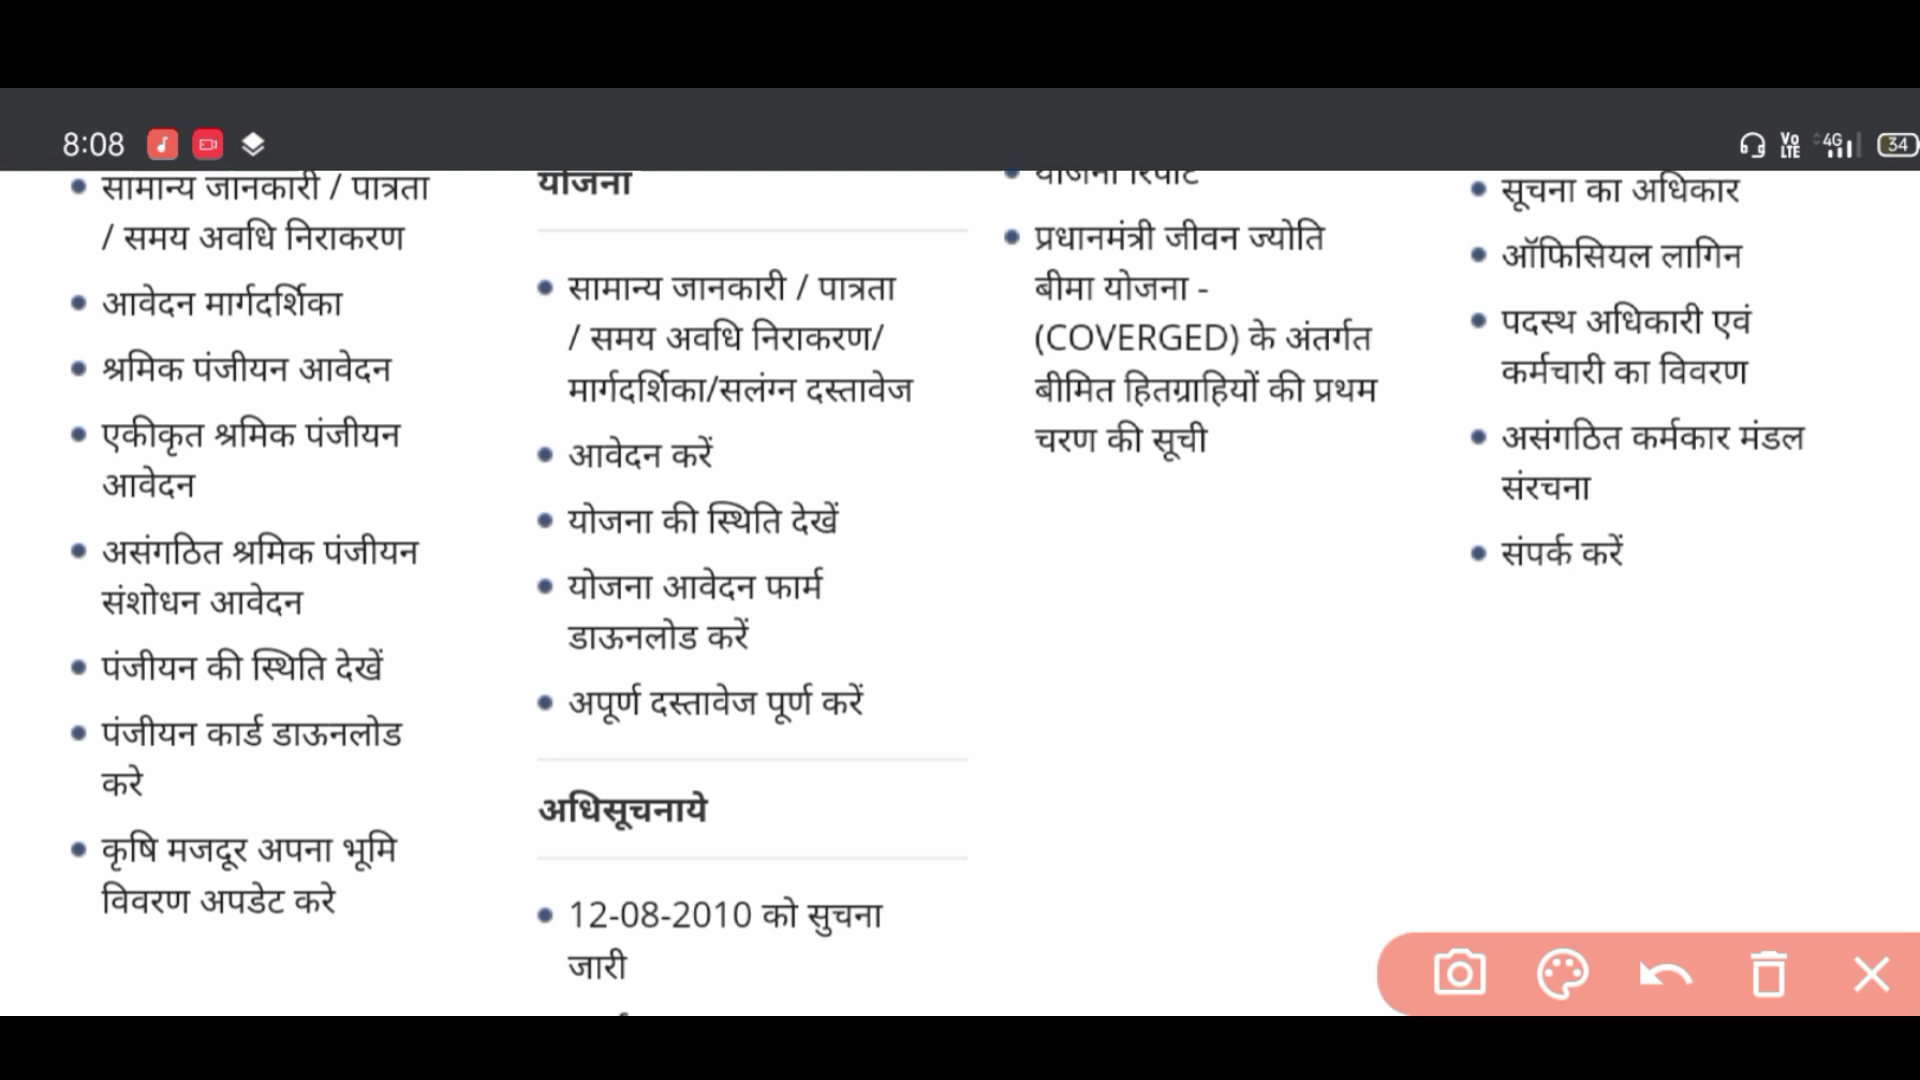 8:08
Vo LTE 4G 34
सामान्य जानकारी / पात्रता
/ समय अवधि निराकरण
आवेदन मार्गदर्शिका
श्रमिक पंजीयन आवेदन
एकीकृत श्रमिक पंजीयन
आवेदन
असंगठित श्रमिक पंजीयन
संशोधन आवेदन
पंजीयन की स्थिति देखें
पंजीयन कार्ड डाऊनलोड
करे
कृषि मजदूर अपना भूमि
विवरण अपडेट करे
योजना
सामान्य जानकारी / पात्रता
/ समय अवधि निराकरण/
मार्गदर्शिका/सलंग्न दस्तावेज
आवेदन करें
योजना की स्थिति देखें
योजना आवेदन फार्म
डाऊनलोड करें
अपूर्ण दस्तावेज पूर्ण करें
अधिसूचनाये
12-08-2010 को सुचना
जारी
योजना रिपोर्ट
प्रधानमंत्री जीवन ज्योति
बीमा योजना -
(COVERGED) के अंतर्गत
बीमित हितग्राहियों की प्रथम
चरण की सूची
सूचना का अधिकार
ऑफिसियल लागिन
पदस्थ अधिकारी एवं
कर्मचारी का विवरण
असंगठित कर्मकार मंडल
संरचना
संपर्क करें